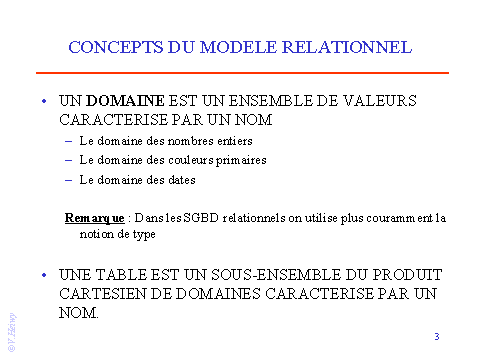 CONCEPTS DU MODELE RELATIONNEL
• UN DOMAINE EST UN ENSEMBLE DE VALEURS
CARACTERISE PAR UN NOM
– Le domaine des nombres entiers
– Le domaine des couleurs primaires
– Le domaine des dates
Remarque : Dans les SGBD relationnels on utilise plus couramment la
notion de type
• UNE TABLE EST UN SOUS-ENSEMBLE DU PRODUIT
CARTESIEN DE DOMAINES CARACTERISE PAR UN
NOM.
3